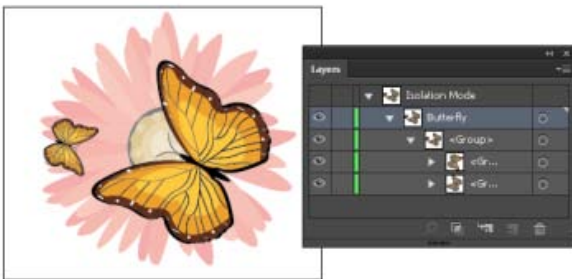 Layers
Isolation Mode
Butterfly
<Group>
<Gr...
<Gr...